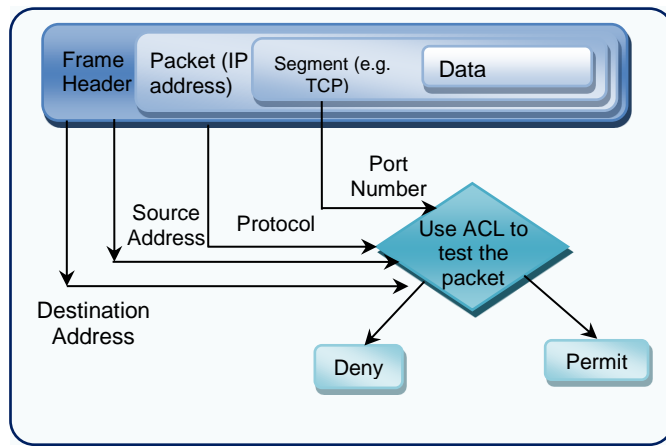 Frame
Header
Packet (IP
address)
Segment (e.g.
TCP)
Data
Port
Number
Source
Address
Protocol
Use ACL to
test the
packet
Destination
Address
Deny
Permit